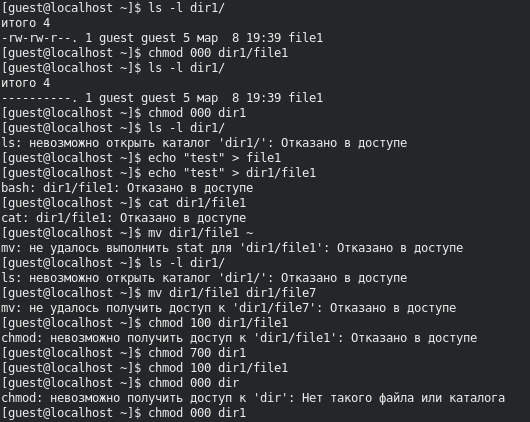 [guest@localhost ~]$ ls -l dir1/
итого 4
-rw-rw-r--. 1 guest guest 5 мар  8 19:39 file1
[guest@localhost ~]$ chmod 000 dir1/file1
[guest@localhost ~]$ ls -l dir1/
итого 4
----------. 1 guest guest 5 мар  8 19:39 file1
[guest@localhost ~]$ chmod 000 dir1
[guest@localhost ~]$ ls -l dir1/
ls: невозможно открыть каталог 'dir1/': Отказано в доступе
[guest@localhost ~]$ echo "test" > file1
[guest@localhost ~]$ echo "test" > dir1/file1
bash: dir1/file1: Отказано в доступе
[guest@localhost ~]$ cat dir1/file1
cat: dir1/file1: Отказано в доступе
[guest@localhost ~]$ mv dir1/file1 ~
mv: не удалось выполнить stat для 'dir1/file1': Отказано в доступе
[guest@localhost ~]$ ls -l dir1/
ls: невозможно открыть каталог 'dir1/': Отказано в доступе
[guest@localhost ~]$ mv dir1/file1 dir1/file7
mv: не удалось получить доступ к 'dir1/file7': Отказано в доступе
[guest@localhost ~]$ chmod 100 dir1/file1
chmod: невозможно получить доступ к 'dir1/file1': Отказано в доступе
[guest@localhost ~]$ chmod 700 dir1
[guest@localhost ~]$ chmod 100 dir1/file1
[guest@localhost ~]$ chmod 000 dir
chmod: невозможно получить доступ к 'dir': Нет такого файла или каталога
[guest@localhost ~]$ chmod 000 dir1